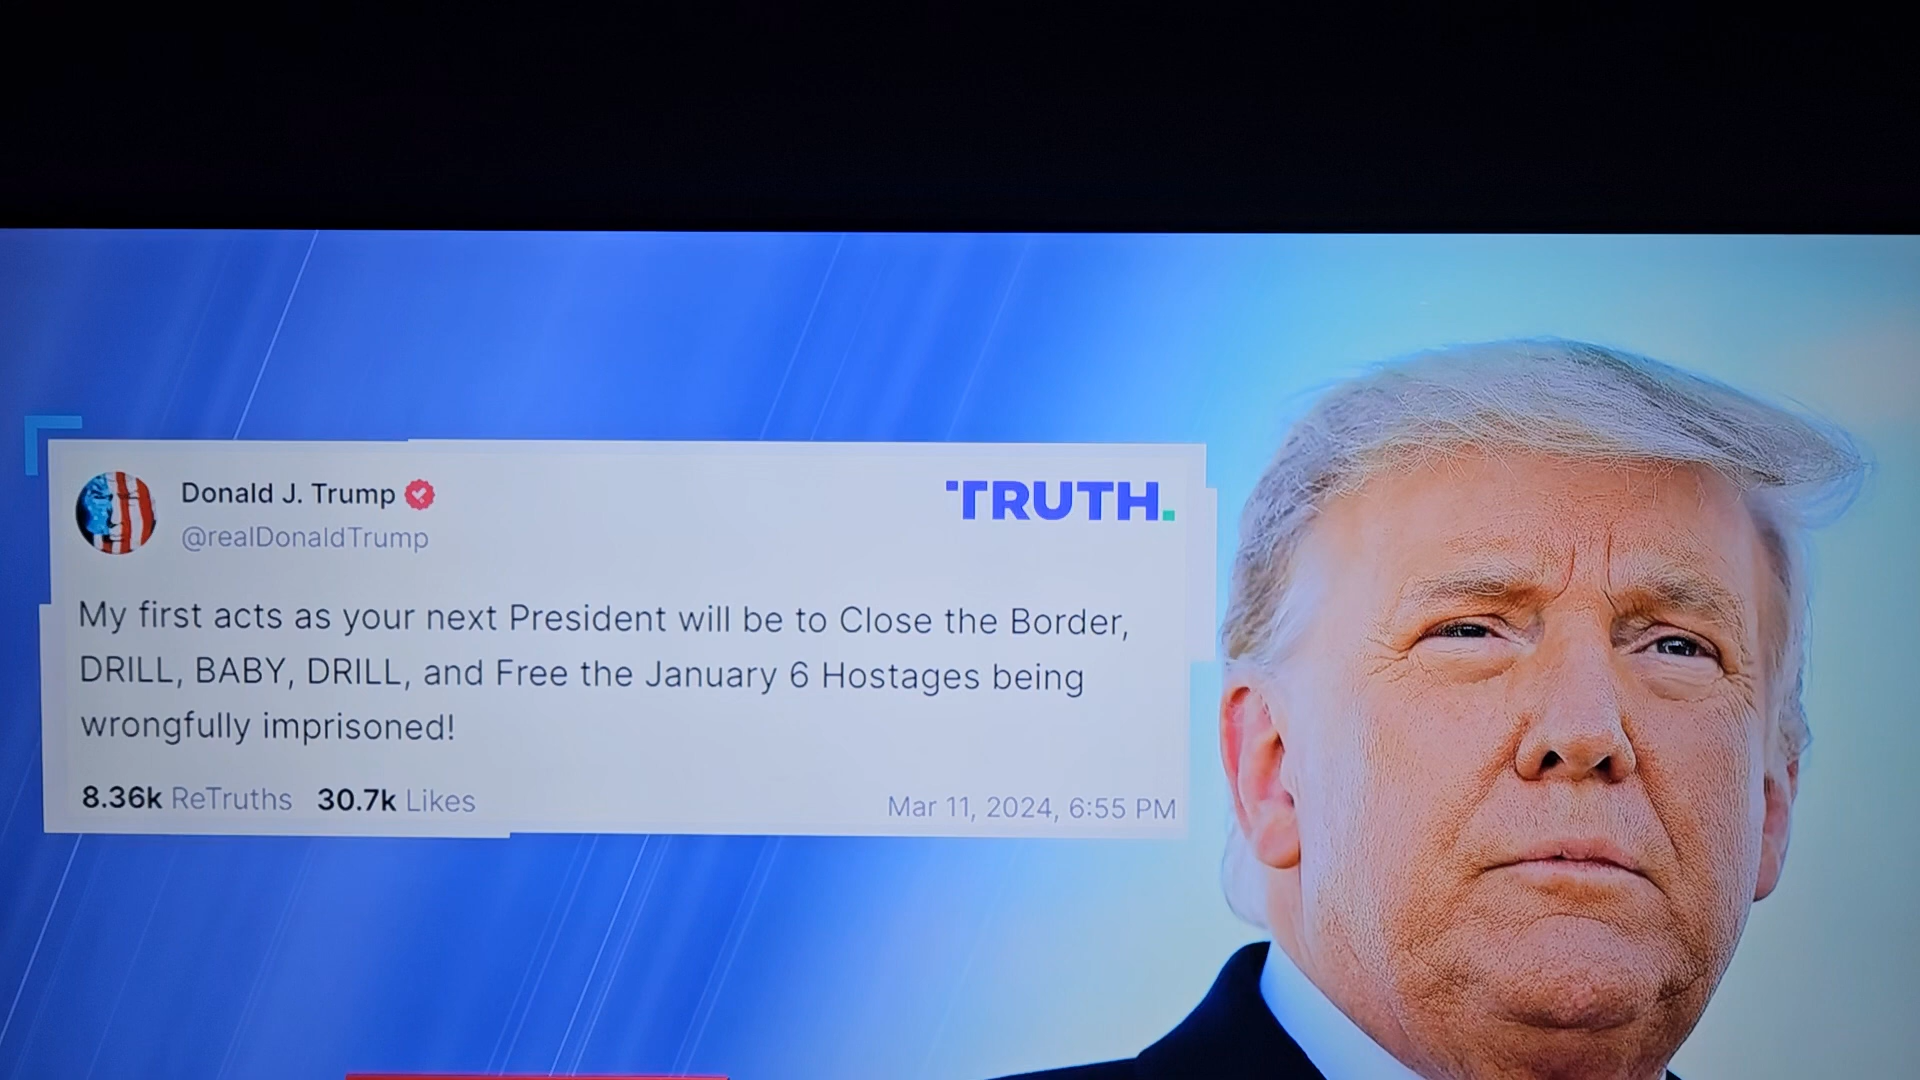 Donald J. Trump
@realDonaldTrump
TRUTH.
My first acts as your next President will be to Close the Border,
DRILL, BABY, DRILL, and Free the January 6 Hostages being
wrongfully imprisoned!
8.36k ReTruths 30.7k Likes
Mar 11, 2024, 6:55 PM